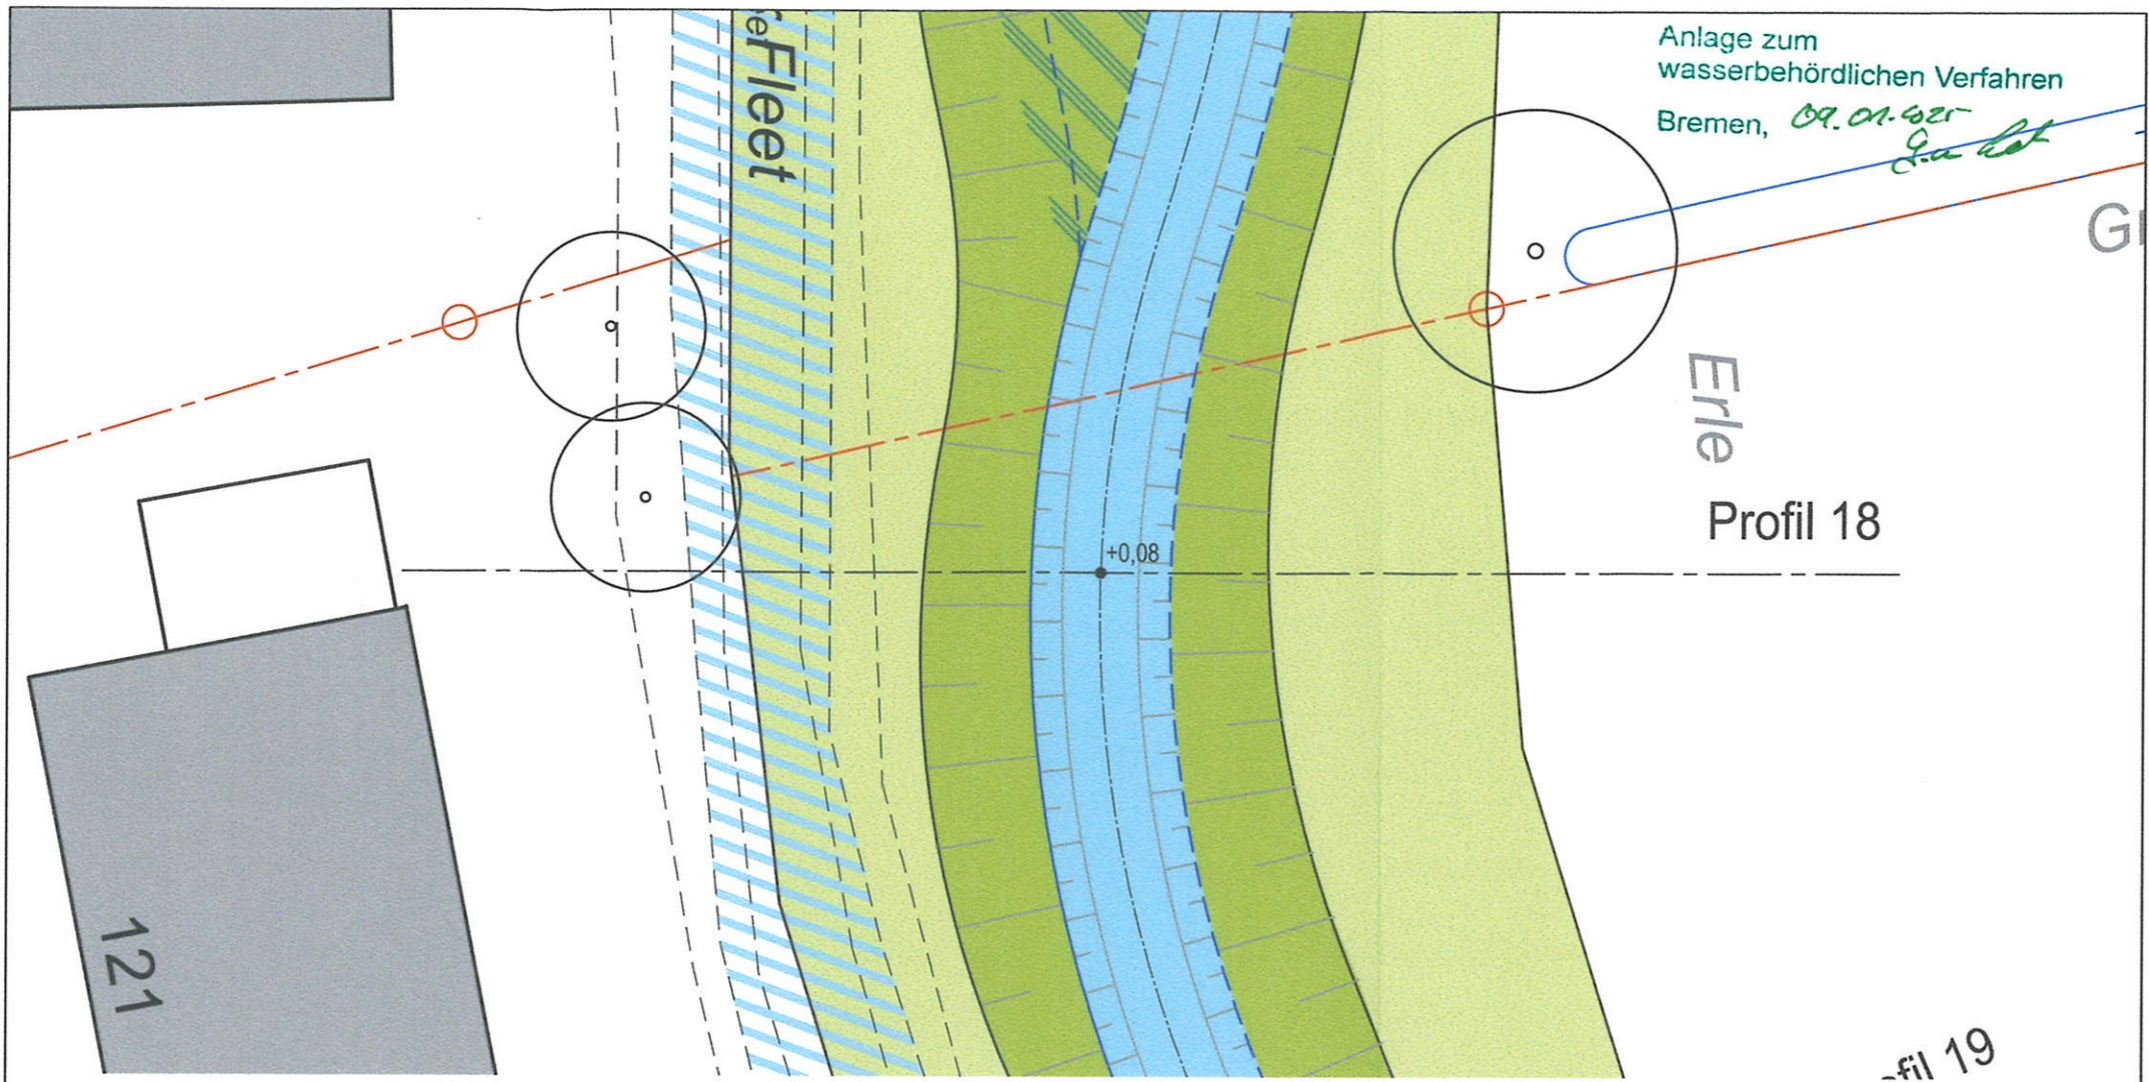 Anlage zum
wasserbehördlichen Verfahren
Bremen, 09.01.2025
Fleet
Erle
Profil 18
+0,08
121
fil 19